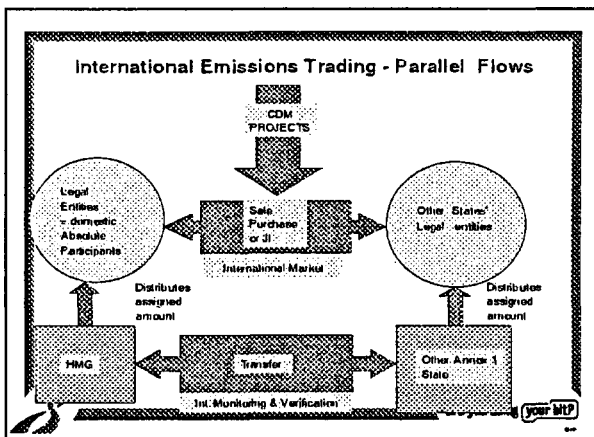 International Emissions Trading - Parallel Flows
CDM
PROJECTS
Legal
Entities
= domestic
Absolute
Participants
Sale
Purchase
or JI
International Market
Other States'
Legal entities
Distributes
assigned
amount
Distributes
assigned
amount
HMG
Transfer
Int. Monitoring & Verification
Other Annex 1
State
your bit?